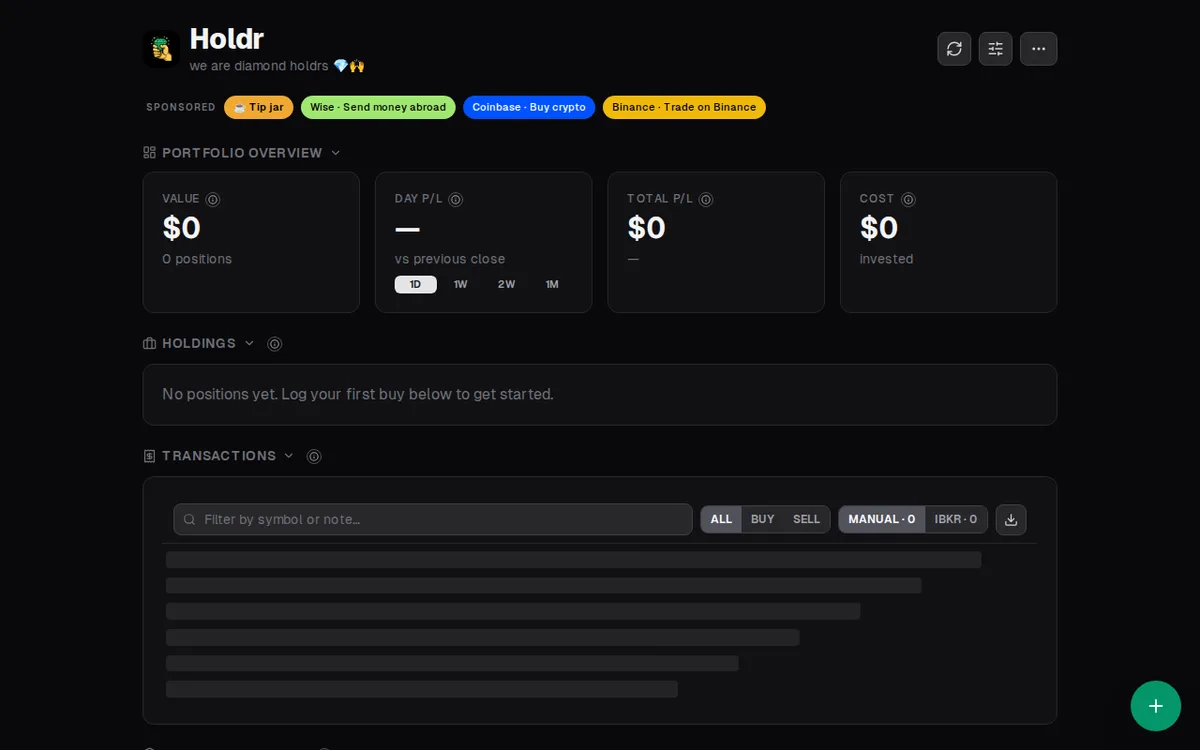 Holdr
we are diamond holdrs 💎🙌
SPONSORED ☕ Tip jar Wise · Send money abroad Coinbase · Buy crypto Binance · Trade on Binance
PORTFOLIO OVERVIEW
VALUE
$0
0 positions
DAY P/L
—
vs previous close
1D 1W 2W 1M
TOTAL P/L
$0
—
COST
$0
invested
HOLDINGS
No positions yet. Log your first buy below to get started.
TRANSACTIONS
Filter by symbol or note…
ALL BUY SELL
MANUAL · 0 IBKR · 0